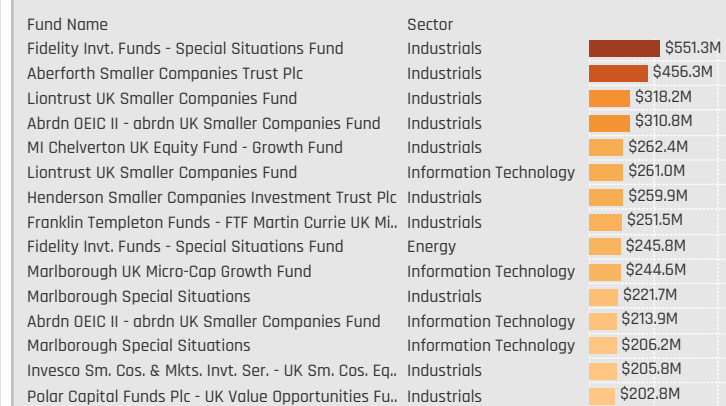 Fund Name Sector
Fidelity Invt. Funds - Special Situations Fund Industrials $551.3M
Aberforth Smaller Companies Trust Plc Industrials $456.3M
Liontrust UK Smaller Companies Fund Industrials $318.2M
Abrdn OEIC II - abrdn UK Smaller Companies Fund Industrials $310.8M
MI Chelverton UK Equity Fund - Growth Fund Industrials $262.4M
Liontrust UK Smaller Companies Fund Information Technology $261.0M
Henderson Smaller Companies Investment Trust Plc Industrials $259.9M
Franklin Templeton Funds - FTF Martin Currie UK Mi.. Industrials $251.5M
Fidelity Invt. Funds - Special Situations Fund Energy $245.8M
Marlborough UK Micro-Cap Growth Fund Information Technology $244.6M
Marlborough Special Situations Industrials $221.7M
Abrdn OEIC II - abrdn UK Smaller Companies Fund Information Technology $213.9M
Marlborough Special Situations Information Technology $206.2M
Invesco Sm. Cos. & Mkts. Invt. Ser. - UK Sm. Cos. Eq.. Industrials $205.8M
Polar Capital Funds Plc - UK Value Opportunities Fu.. Industrials $202.8M